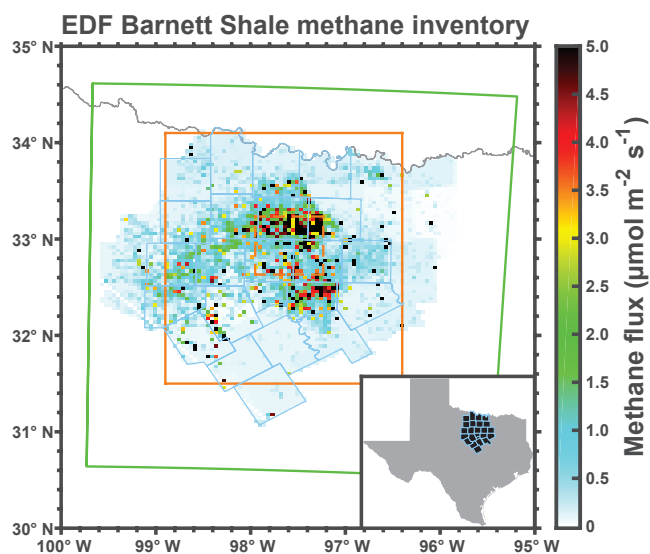 EDF Barnett Shale methane inventory
35° N
34° N
33° N
32° N
31° N
30° N
100° W
99° W
98° W
97° W
96° W
95° W
5.0
4.5
4.0
3.5
3.0
2.5
2.0
1.5
1.0
0.5
0
Methane flux (μmol m⁻² s⁻¹)